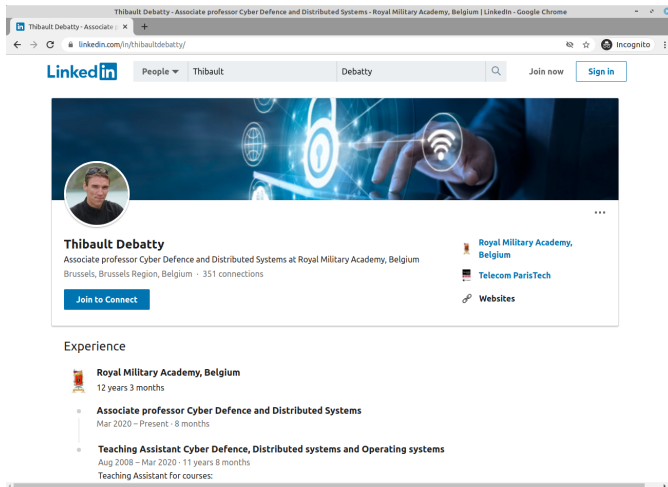 Thibault Debatty - Associate professor Cyber Defence and Distributed Systems - Royal Military Academy, Belgium | LinkedIn - Google Chrome
Thibault Debatty - Associate p
linkedin.com/in/thibaultdebatty/
Incognito
Linked in
People
Thibault
Debatty
Join now
Sign in
Thibault Debatty
Associate professor Cyber Defence and Distributed Systems at Royal Military Academy, Belgium
Brussels, Brussels Region, Belgium · 351 connections
Join to Connect
Royal Military Academy,
Belgium
Telecom ParisTech
Websites
Experience
Royal Military Academy, Belgium
12 years 3 months
Associate professor Cyber Defence and Distributed Systems
Mar 2020 – Present · 8 months
Teaching Assistant Cyber Defence, Distributed systems and Operating systems
Aug 2008 – Mar 2020 · 11 years 8 months
Teaching Assistant for courses: